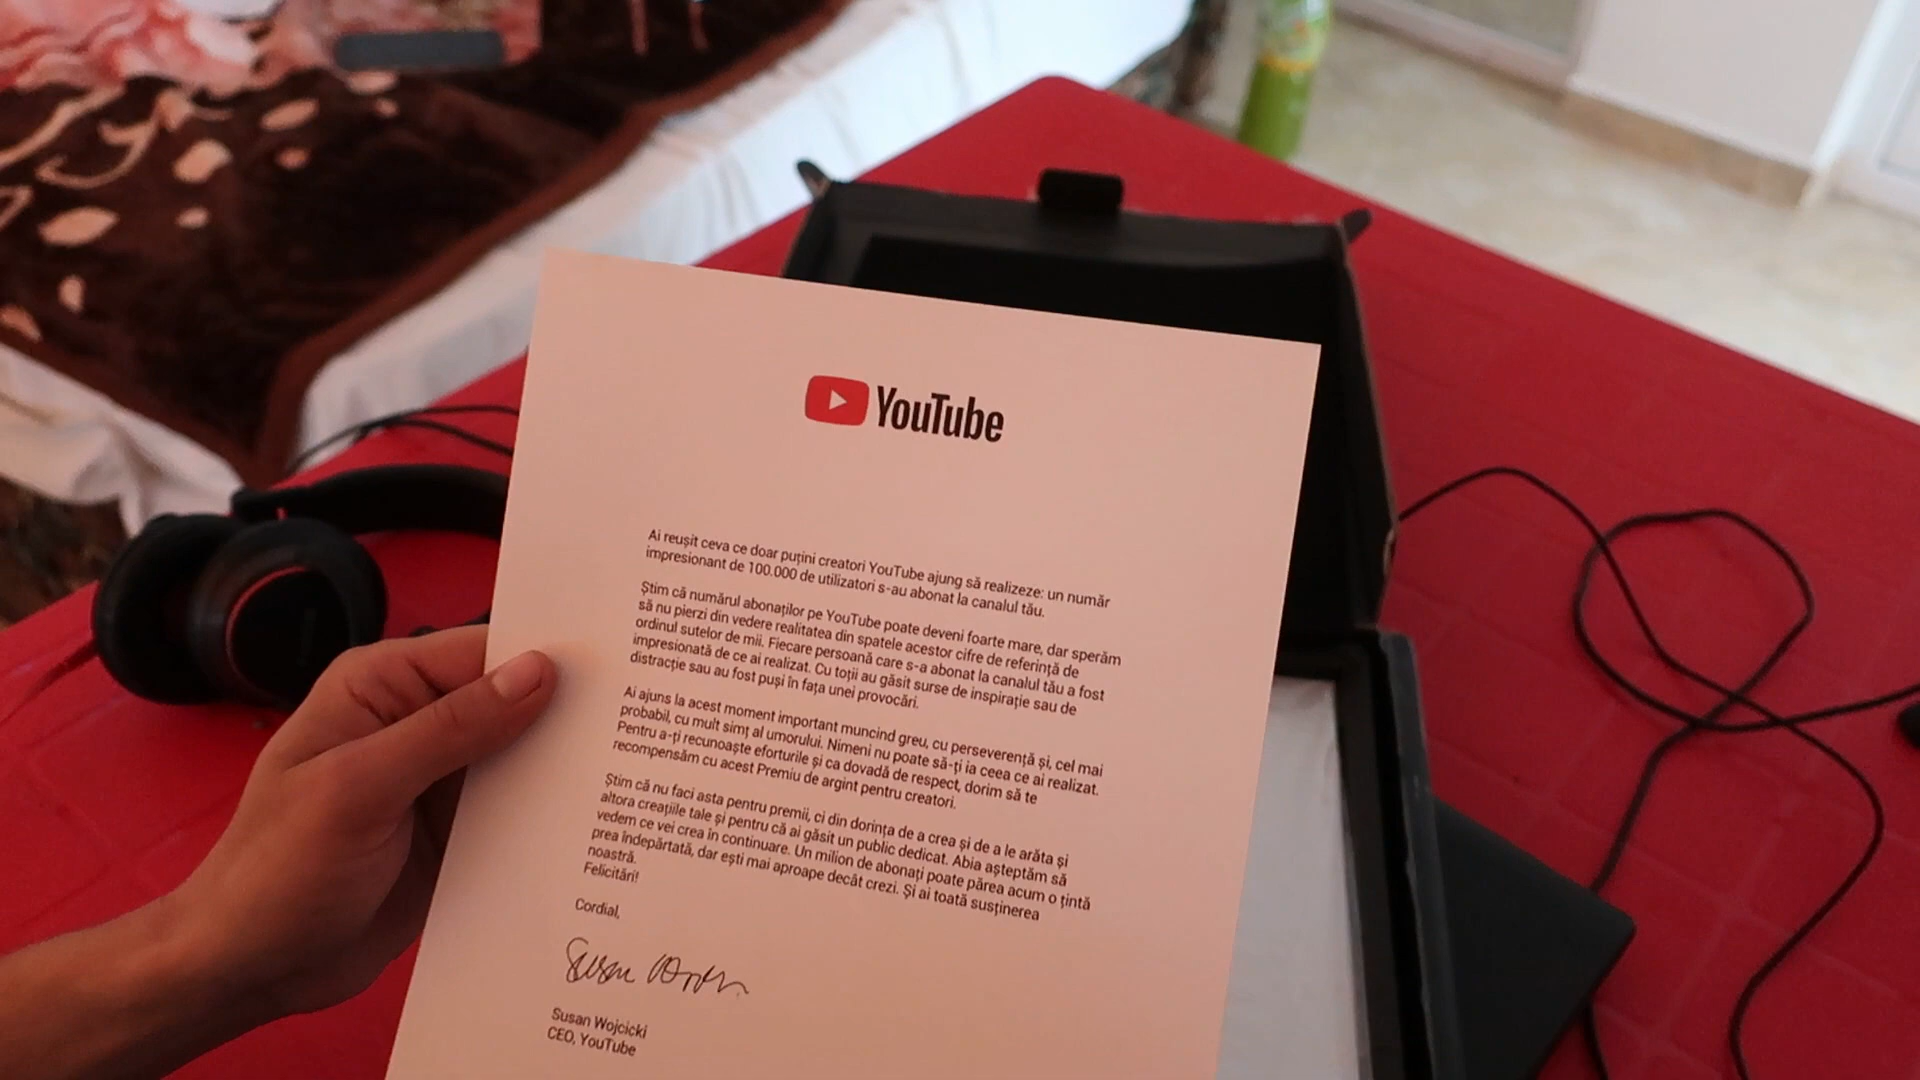 YouTube
Ai reușit ceva ce doar puțini creatori YouTube ajung să realizeze: un număr
impresionant de 100.000 de utilizatori s-au abonat la canalul tău.
Știm că numărul abonaților pe YouTube poate deveni foarte mare, dar sperăm
să nu pierzi din vedere realitatea din spatele acestor cifre de referință de
ordinul sutelor de mii. Fiecare persoană care s-a abonat la canalul tău a fost
impresionată de ce ai realizat. Cu toții au găsit surse de inspirație sau de
distracție sau au fost puși în fața unei provocări.
Ai ajuns la acest moment important muncind greu, cu perseverență și, cel mai
probabil, cu mult simț al umorului. Nimeni nu poate să-ți ia ceea ce ai realizat.
Pentru a-ți recunoaște eforturile și ca dovadă de respect, dorim să te
recompensăm cu acest Premiu de argint pentru creatori.
Știm că nu faci asta pentru premii, ci din dorința de a crea și de a le arăta și
altora creațiile tale și pentru că ai găsit un public dedicat. Abia așteptăm să
vedem ce vei crea în continuare. Un milion de abonați poate părea acum o țintă
prea îndepărtată, dar ești mai aproape decât crezi. Și ai toată susținerea
noastră.
Felicitări!
Cordial,
Susan Wojcicki
CEO, YouTube